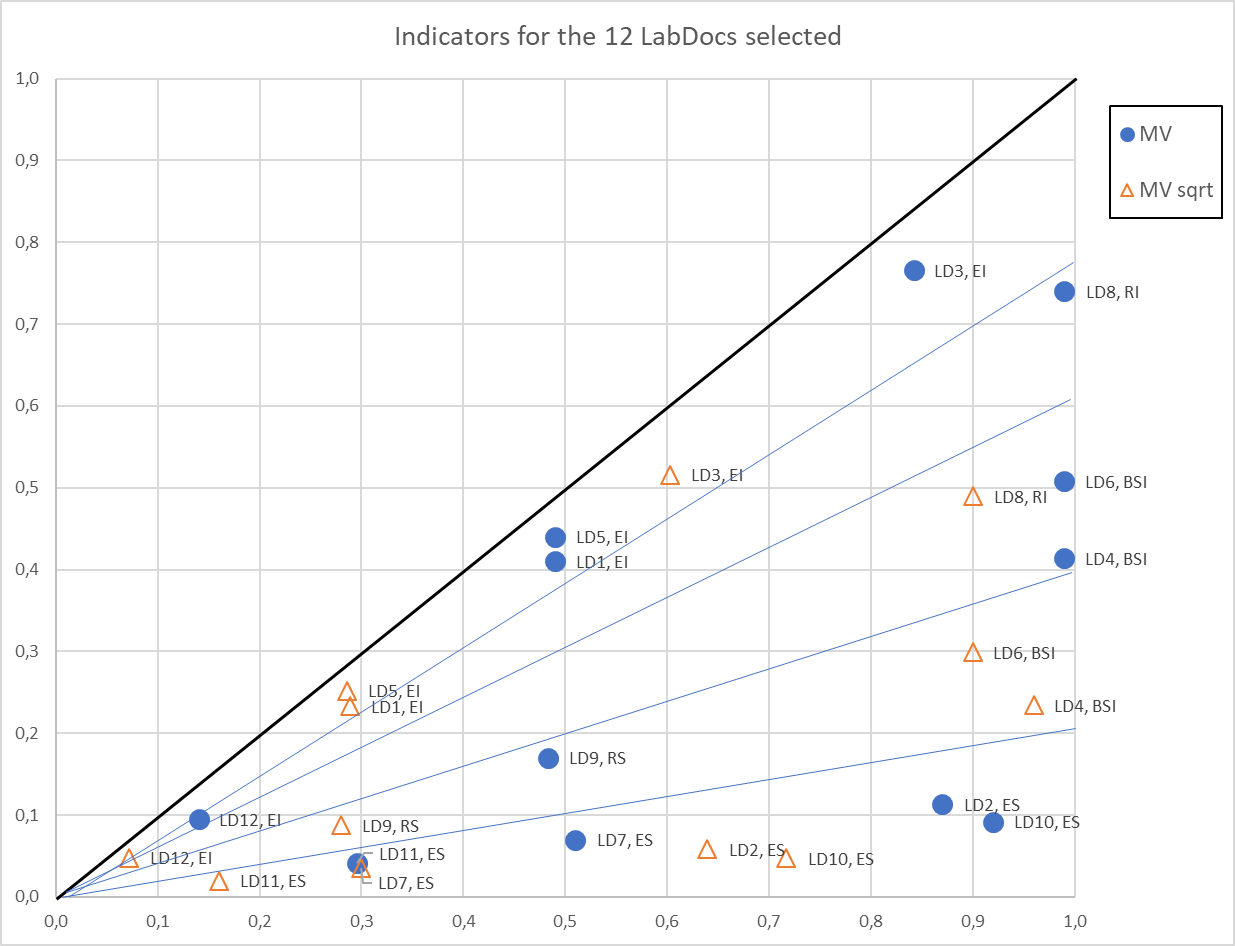 Indicators for the 12 LabDocs selected
1,0
MV
0,9
MV sqrt
0,8
LD3, EI
LD8, RI
0,7
0,6
0,5
LD3, EI
LD6, BSI
LD8, RI
LD5, EI
LD1, EI
LD4, BSI
0,4
0,3
LD6, BSI
LD5, EI
LD1, EI
LD4, BSI
0,2
LD9, RS
0,1
LD12, EI
LD9, RS
LD2, ES
LD10, ES
LD7, ES
LD2, ES
LD11, ES
LD12, EI
LD10, ES
LD11, ES
LD7, ES
0,0
0,0 0,1 0,2 0,3 0,4 0,5 0,6 0,7 0,8 0,9 1,0